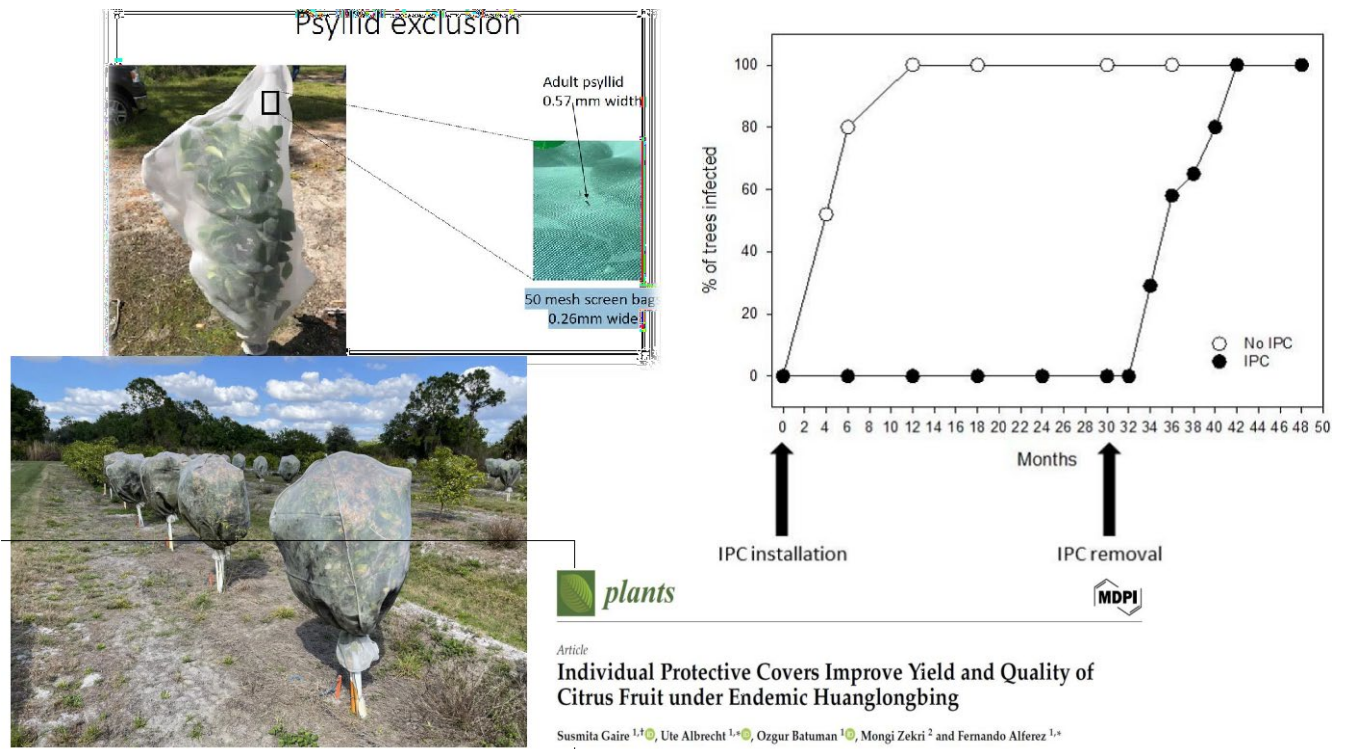 Psyllid exclusion
Adult psyllid
0.57 mm width
50 mesh screen bag
0.26mm wide
% of trees infected
100
80
60
40
20
0
No IPC
IPC
0 2 4 6 8 10 12 14 16 18 20 22 24 26 28 30 32 34 36 38 40 42 44 46 48 50
Months
IPC installation
IPC removal
plants
MDPI
Article
Individual Protective Covers Improve Yield and Quality of
Citrus Fruit under Endemic Huanglongbing
Susmita Gaire 1,†, Ute Albrecht 1,*, Ozgur Batuman 1, Mongi Zekri 2 and Fernando Alferez 1,*